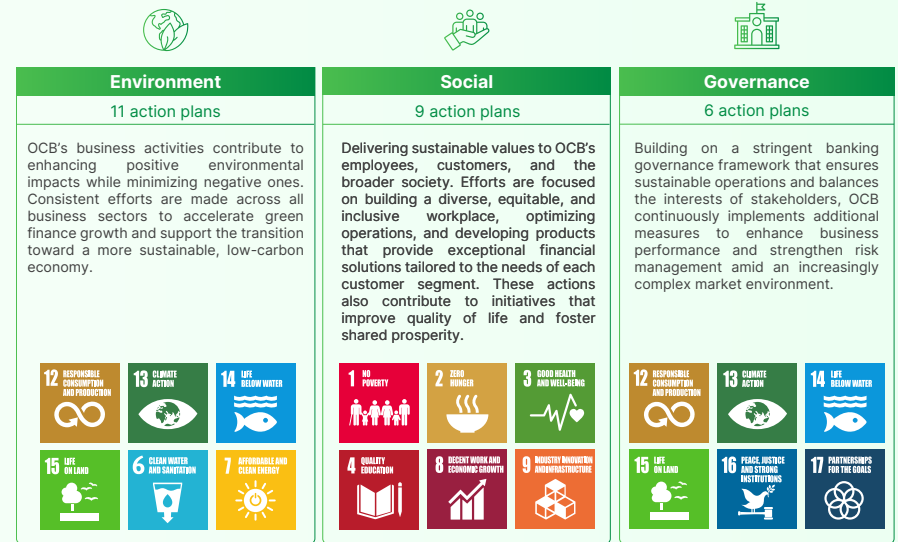 Environment
11 action plans
OCB's business activities contribute to
enhancing positive environmental
impacts while minimizing negative ones.
Consistent efforts are made across all
business sectors to accelerate green
finance growth and support the transition
toward a more sustainable, low-carbon
economy.
12 RESPONSIBLE
CONSUMPTION
AND PRODUCTION
13 CLIMATE
ACTION
14 LIFE
BELOW WATER
15 LIFE
ON LAND
6 CLEAN WATER
AND SANITATION
7 AFFORDABLE AND
CLEAN ENERGY
Social
9 action plans
Delivering sustainable values to OCB's
employees, customers, and the
broader society. Efforts are focused
on building a diverse, equitable, and
inclusive workplace, optimizing
operations, and developing products
that provide exceptional financial
solutions tailored to the needs of each
customer segment. These actions
also contribute to initiatives that
improve quality of life and foster
shared prosperity.
1 NO
POVERTY
2 ZERO
HUNGER
3 GOOD HEALTH
AND WELL-BEING
4 QUALITY
EDUCATION
8 DECENT WORK AND
ECONOMIC GROWTH
9 INDUSTRY INNOVATION
AND INFRASTRUCTURE
Governance
6 action plans
Building on a stringent banking
governance framework that ensures
sustainable operations and balances
the interests of stakeholders, OCB
continuously implements additional
measures to enhance business
performance and strengthen risk
management amid an increasingly
complex market environment.
12 RESPONSIBLE
CONSUMPTION
AND PRODUCTION
13 CLIMATE
ACTION
14 LIFE
BELOW WATER
15 LIFE
ON LAND
16 PEACE, JUSTICE
AND STRONG
INSTITUTIONS
17 PARTNERSHIPS
FOR THE GOALS